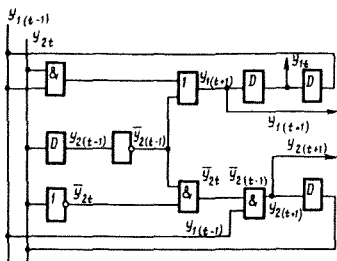 y₁₍ₜ₋₁₎
y₂ₜ
&
1
y₁₍ₜ₊₁₎
D
y₁ₜ
D
y₁₍ₜ₊₁₎
D
y₂₍ₜ₋₁₎
ȳ₂₍ₜ₋₁₎
y₂₍ₜ₊₁₎
1
ȳ₂ₜ
&
ȳ₂ₜ ȳ₂₍ₜ₋₁₎
&
D
y₁₍ₜ₋₁₎
y₂₍ₜ₊₁₎